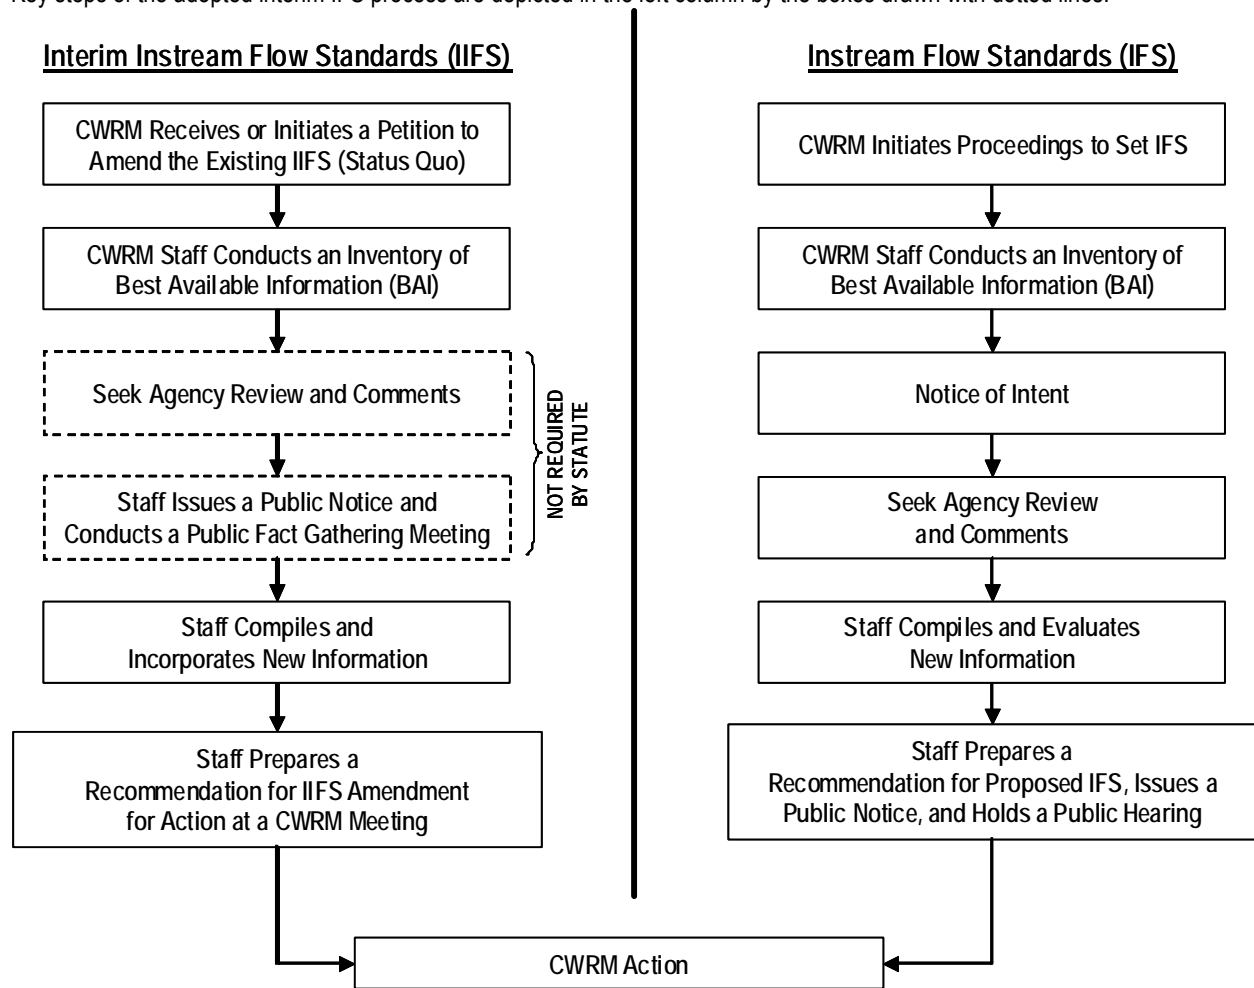 Key steps of the adopted interim IFS process are depicted in the left column by the boxes drawn with dotted lines.
Interim Instream Flow Standards (IIFS)
CWRM Receives or Initiates a Petition to
Amend the Existing IIFS (Status Quo)
CWRM Staff Conducts an Inventory of
Best Available Information (BAI)
Seek Agency Review and Comments
Staff Issues a Public Notice and
Conducts a Public Fact Gathering Meeting
NOT REQUIRED
BY STATUTE
Staff Compiles and
Incorporates New Information
Staff Prepares a
Recommendation for IIFS Amendment
for Action at a CWRM Meeting
Instream Flow Standards (IFS)
CWRM Initiates Proceedings to Set IFS
CWRM Staff Conducts an Inventory of
Best Available Information (BAI)
Notice of Intent
Seek Agency Review
and Comments
Staff Compiles and Evaluates
New Information
Staff Prepares a
Recommendation for Proposed IFS, Issues a
Public Notice, and Holds a Public Hearing
CWRM Action